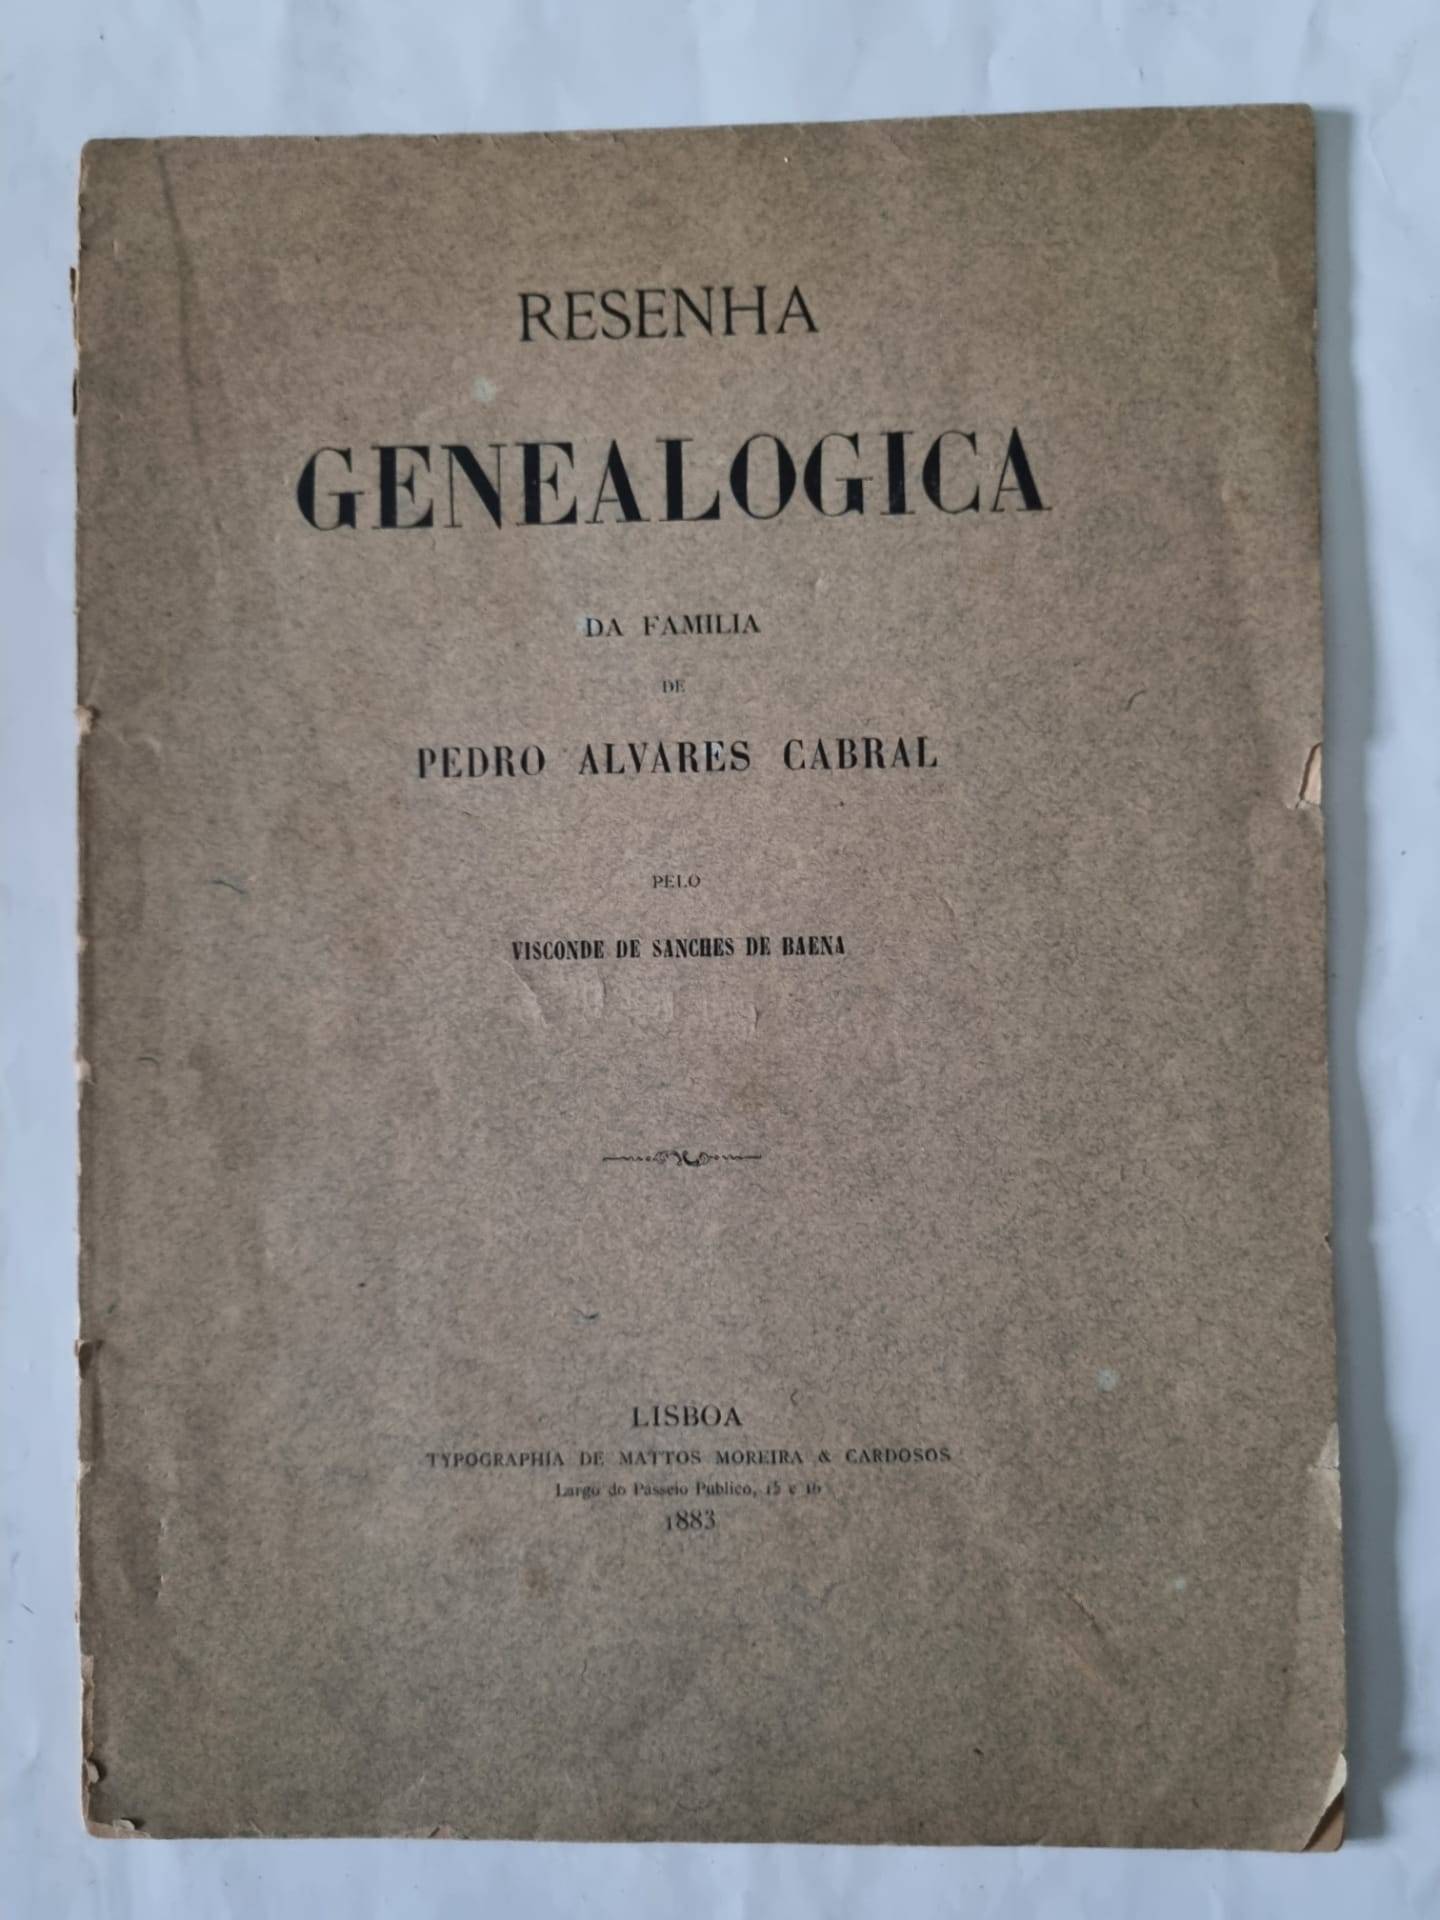 RESENHA
GENEALOGICA
DA FAMILIA
DE
PEDRO ALVARES CABRAL
PELO
VISCONDE DE SANCHES DE BAENA
LISBOA
TYPOGRAPHIA DE MATTOS MOREIRA & CARDOSOS
Largo do Passeio Publico, 15 e 16
1883